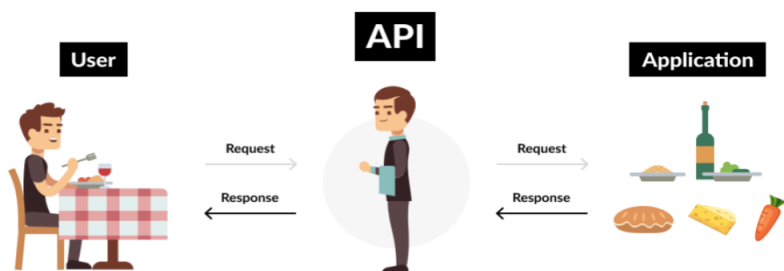 API
User
Application
Request
Request
Response
Response